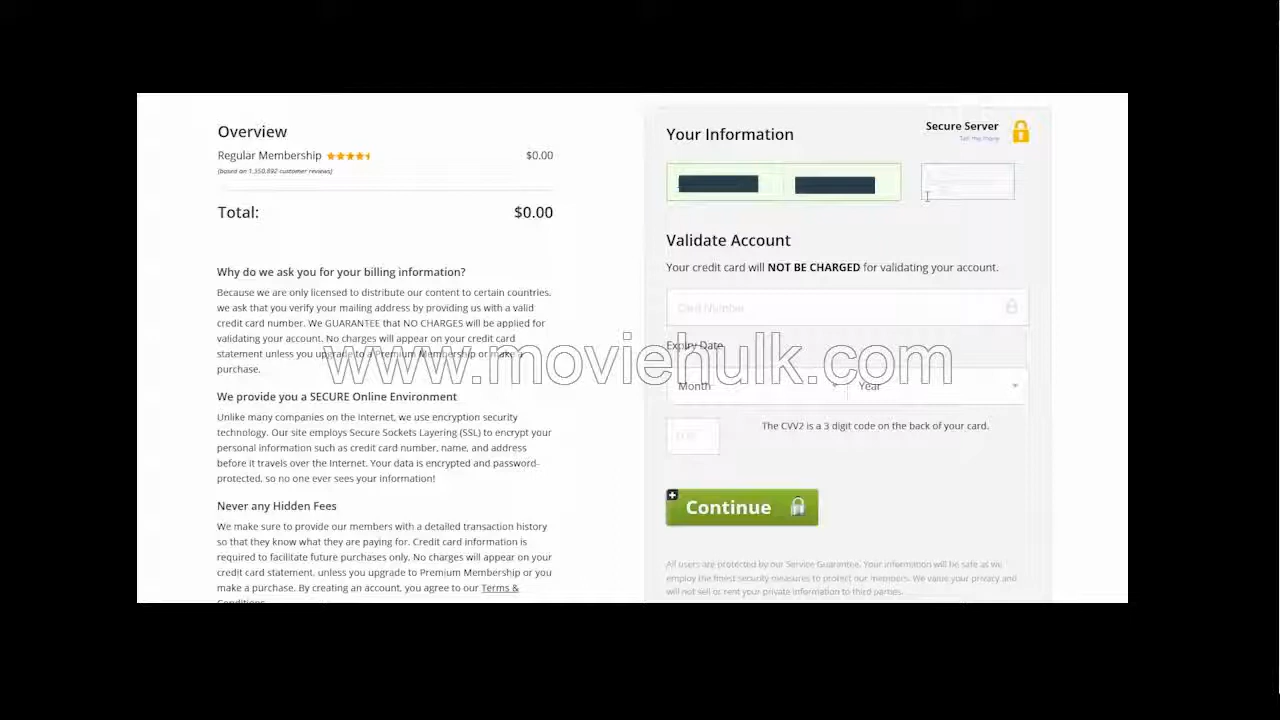 Overview
Regular Membership $0.00
(based on 1,350,892 customer reviews)
Total: $0.00
Why do we ask you for your billing information?
Because we are only licensed to distribute our content to certain countries,
we ask that you verify your mailing address by providing us with a valid
credit card number. We GUARANTEE that NO CHARGES will be applied for
validating your account. No charges will appear on your credit card
statement unless you upgrade to a Premium Membership or make a
purchase.
We provide you a SECURE Online Environment
Unlike many companies on the Internet, we use encryption security
technology. Our site employs Secure Sockets Layering (SSL) to encrypt your
personal information such as credit card number, name, and address
before it travels over the Internet. Your data is encrypted and password-
protected, so no one ever sees your information!
Never any Hidden Fees
We make sure to provide our members with a detailed transaction history
so that they know what they are paying for. Credit card information is
required to facilitate future purchases only. No charges will appear on your
credit card statement, unless you upgrade to Premium Membership or you
make a purchase. By creating an account, you agree to our Terms &
Conditions
Your Information
Secure Server
Tell me more
Validate Account
Your credit card will NOT BE CHARGED for validating your account.
Card Number
Expiry Date
Month Year
The CVV2 is a 3 digit code on the back of your card.
Continue
All users are protected by our Service Guarantee. Your information will be safe as we
employ the finest security measures to protect our members. We value your privacy and
will not sell or rent your private information to third parties.
www.moviehulk.com